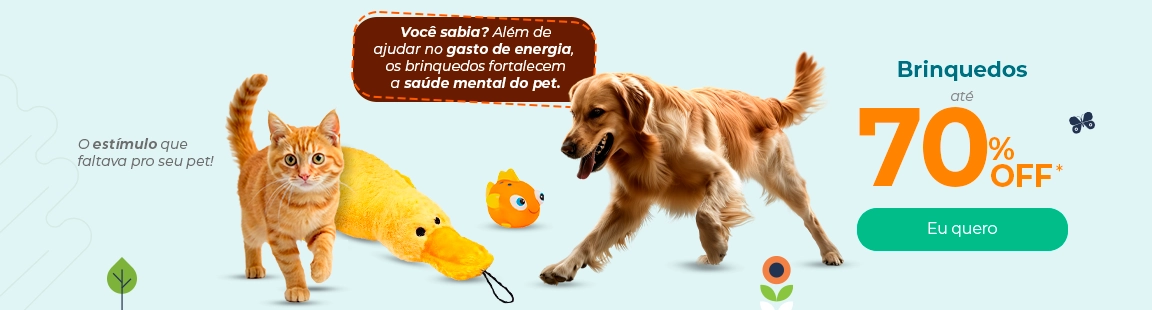 Você sabia? Além de
ajudar no gasto de energia,
os brinquedos fortalecem
a saúde mental do pet.
O estímulo que
faltava pro seu pet!
Brinquedos
até
70%
OFF*
Eu quero